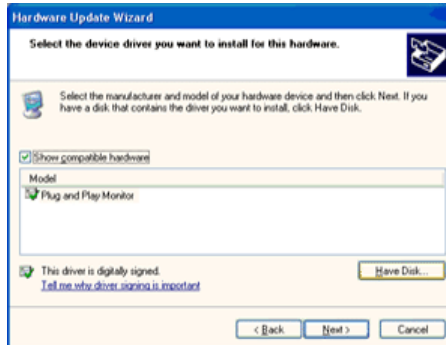 Hardware Update Wizard
Select the device driver you want to install for this hardware.
Select the manufacturer and model of your hardware device and then click Next. If you
have a disk that contains the driver you want to install, click Have Disk.
Show compatible hardware
Model
Plug and Play Monitor
This driver is digitally signed.
Have Disk...
Tell me why driver signing is important
< Back
Next >
Cancel